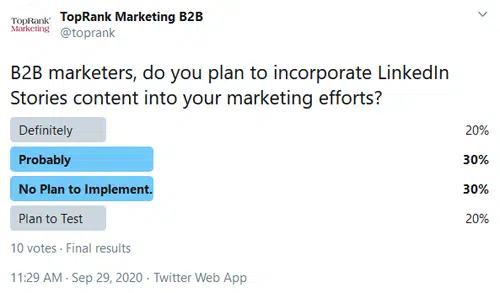 TopRank Marketing B2B
TopRank®
Marketing
@toprank
B2B marketers, do you plan to incorporate LinkedIn
Stories content into your marketing efforts?
Definitely 20%
Probably 30%
No Plan to Implement. 30%
Plan to Test 20%
10 votes · Final results
11:29 AM · Sep 29, 2020 · Twitter Web App